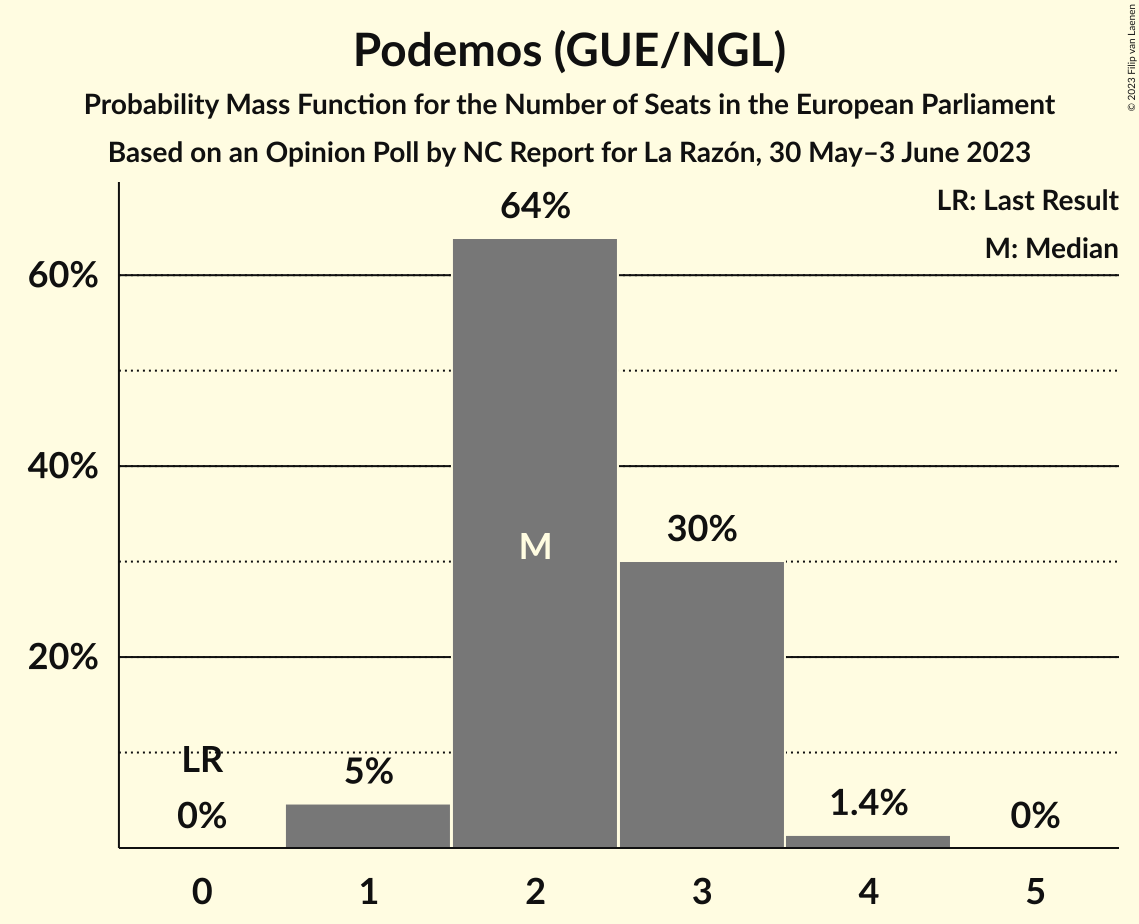 Podemos (GUE/NGL)
Probability Mass Function for the Number of Seats in the European Parliament
Based on an Opinion Poll by NC Report for La Razón, 30 May–3 June 2023
© 2023 Filip van Laenen
LR: Last Result
M: Median
64%
60%
40%
30%
M
20%
LR
5%
1.4%
0%
0%
0 1 2 3 4 5